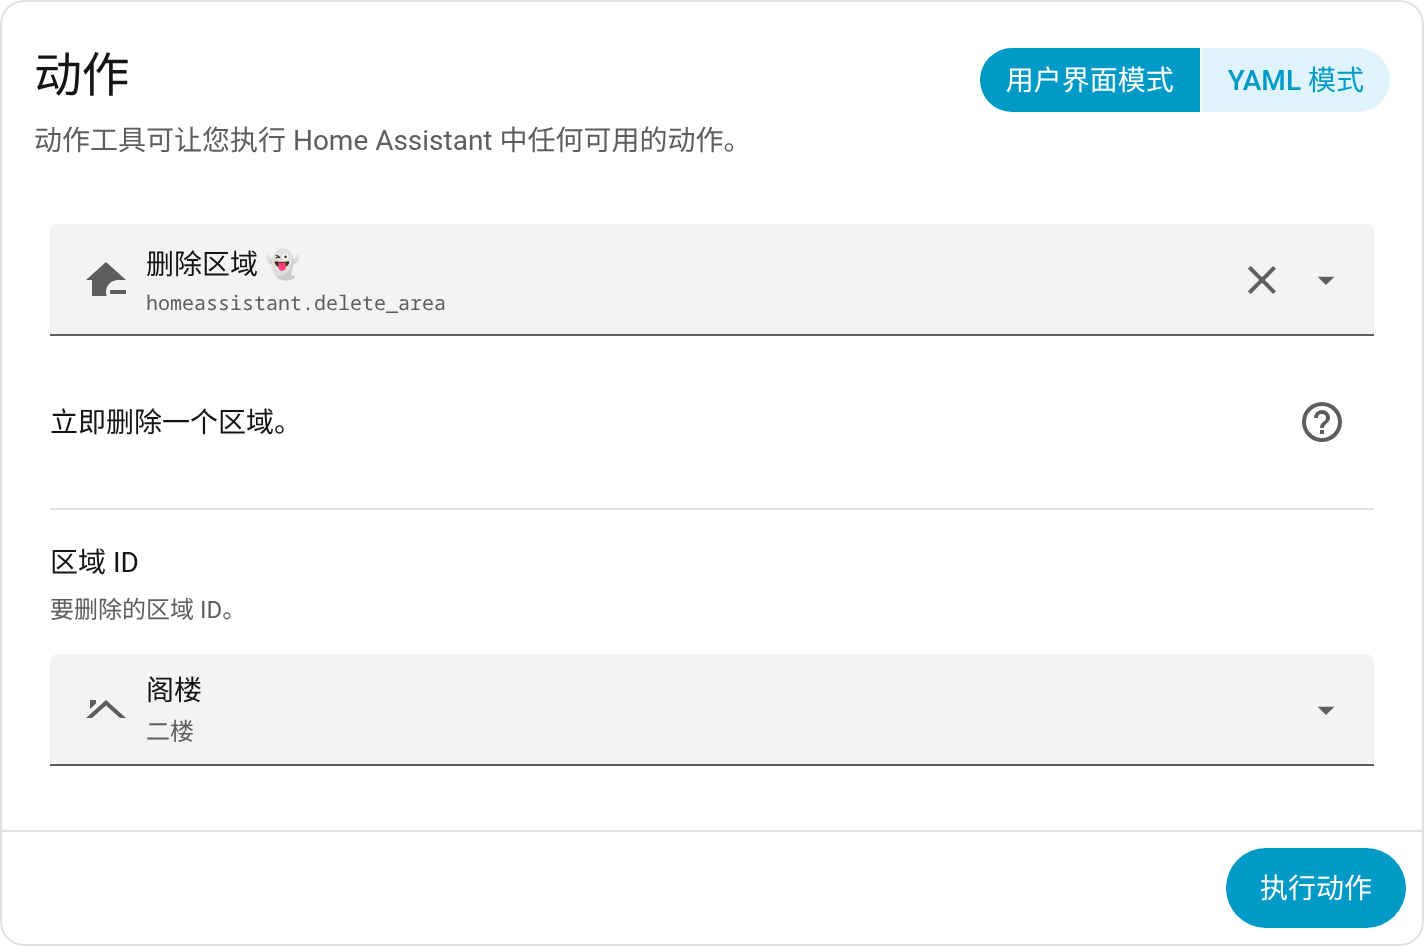 动作
用户界面模式
YAML 模式
动作工具可让您执行 Home Assistant 中任何可用的动作。
删除区域 👻
homeassistant.delete_area
立即删除一个区域。
区域 ID
要删除的区域 ID。
阁楼
二楼
执行动作